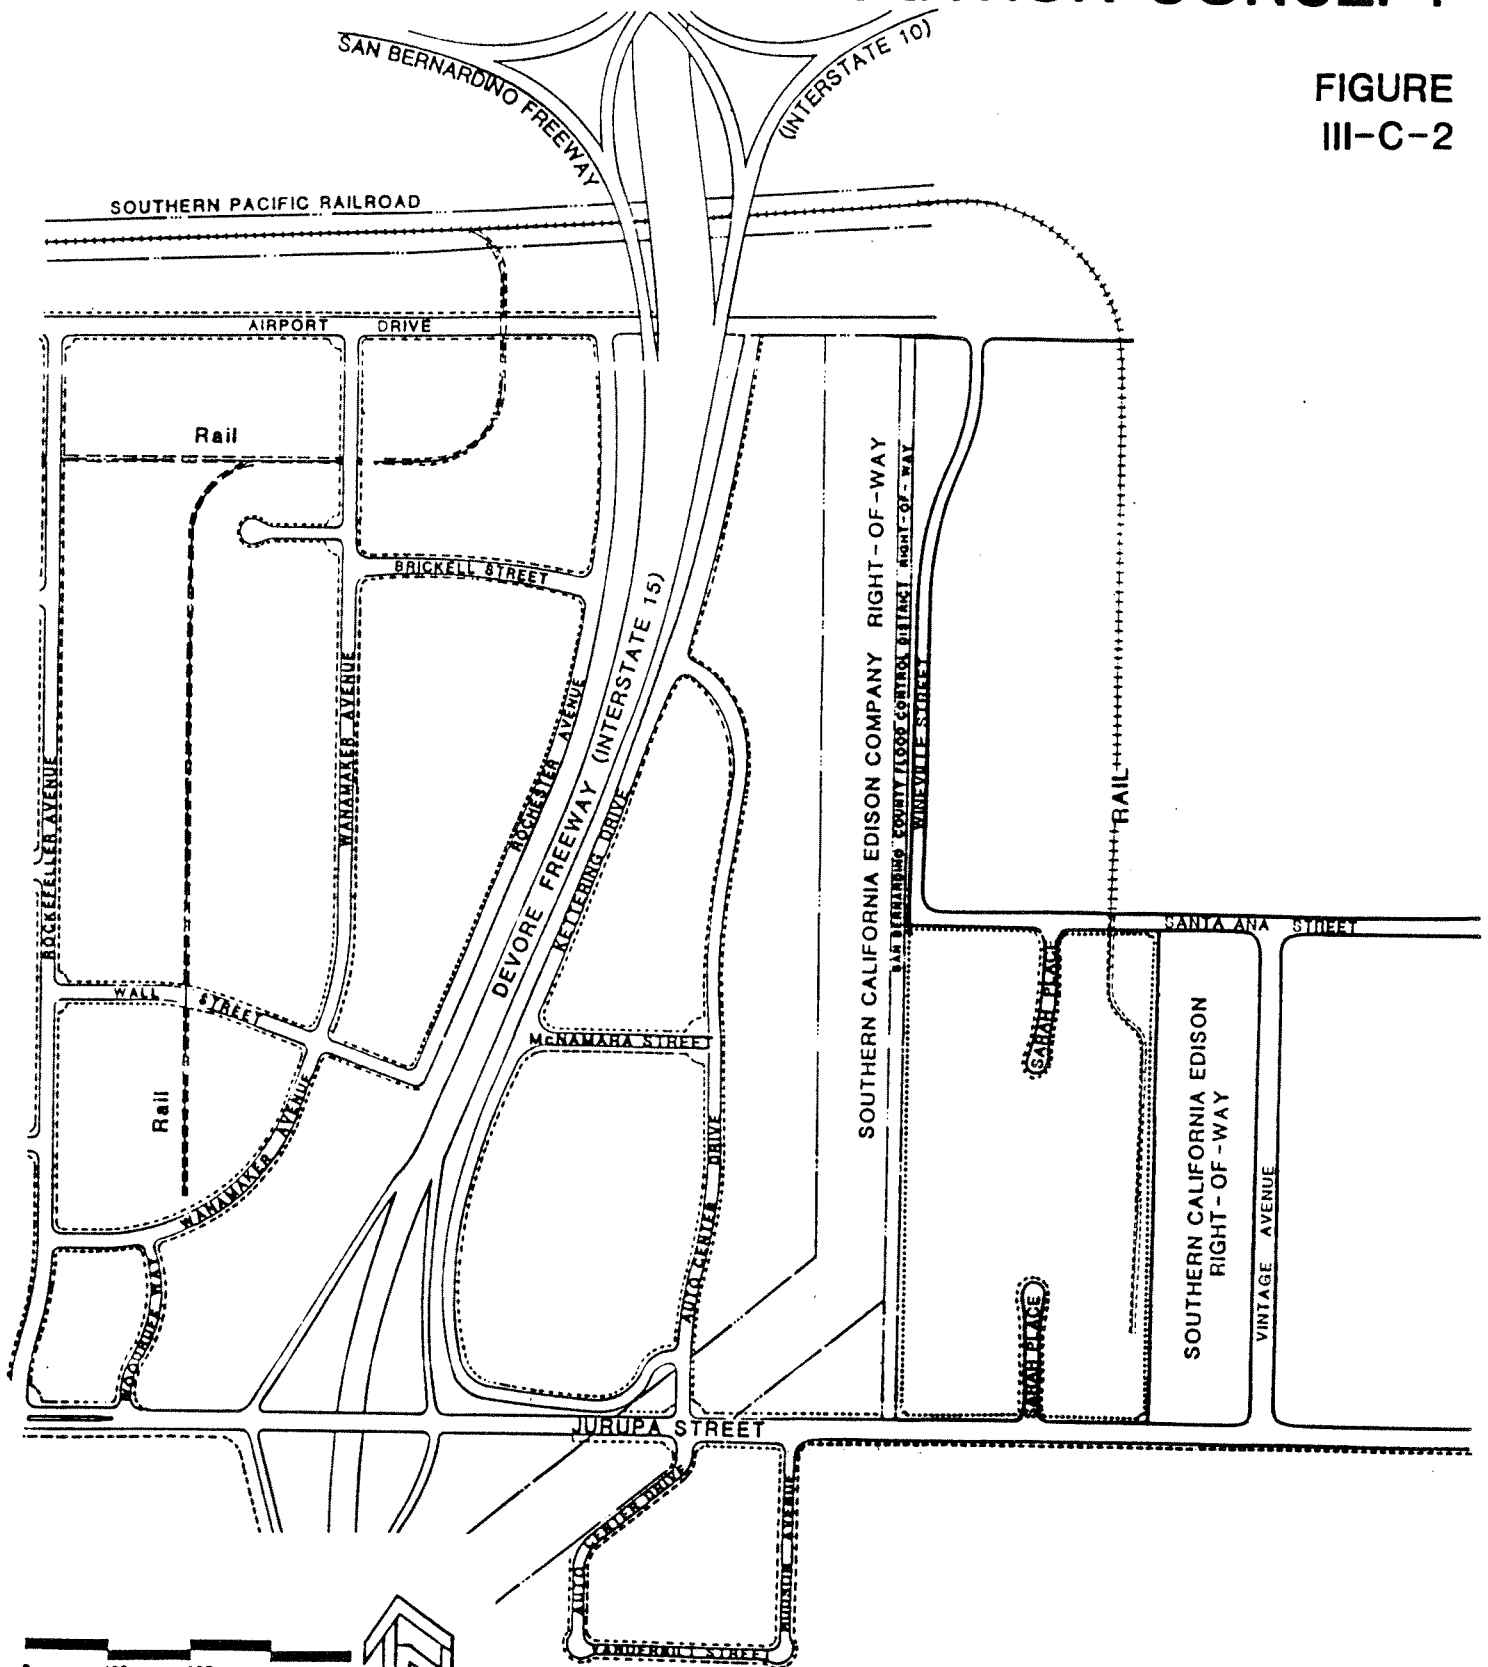 CONCEPT
FIGURE
III-C-2
SAN BERNARDINO FREEWAY
(INTERSTATE 10)
SOUTHERN PACIFIC RAILROAD
AIRPORT DRIVE
Rail
BRICKELL STREET
DEVORE FREEWAY (INTERSTATE 15)
ROCHESTER AVENUE
KETTERING DRIVE
WANAMAKER AVENUE
ROCKEFELLER AVENUE
SOUTHERN CALIFORNIA EDISON COMPANY RIGHT-OF-WAY
SAN BERNARDINO COUNTY FLOOD CONTROL DISTRICT RIGHT-OF-WAY
WINEVILLE STREET
RAIL
SANTA ANA STREET
SARAH PLACE
WALL STREET
McNAMARA STREET
Rail
WANAMAKER AVENUE
AUTO CENTER DRIVE
SOUTHERN CALIFORNIA EDISON
RIGHT-OF-WAY
VINTAGE AVENUE
WOODRUFF WAY
SARAH PLACE
JURUPA STREET
AUTO CENTER DRIVE
HUDSON AVENUE
VANDERBILT STREET